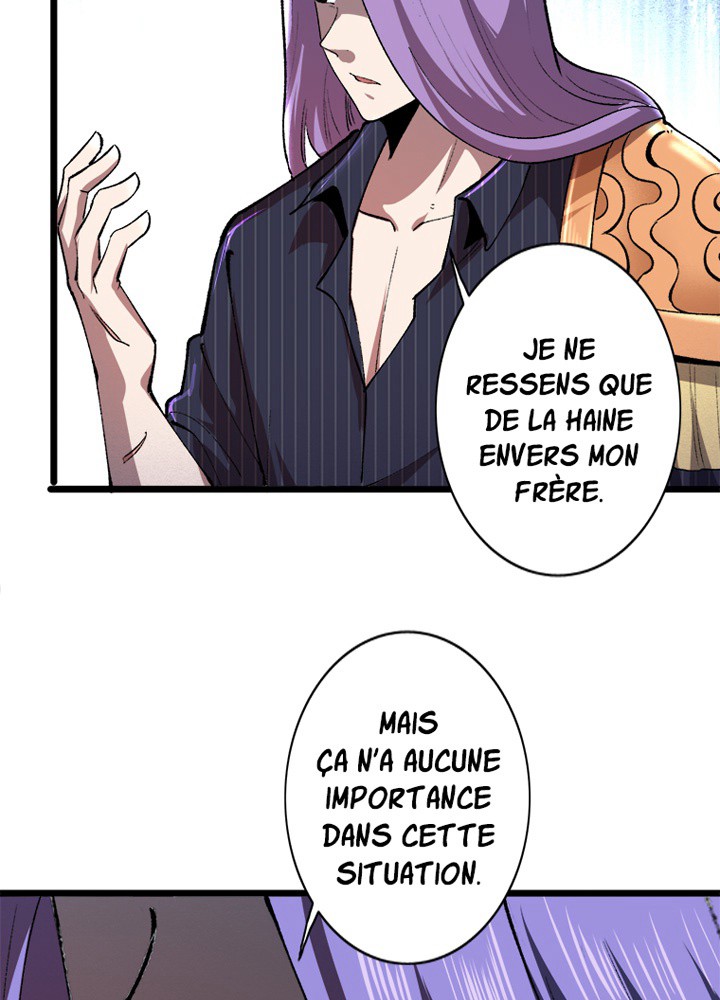 JE NE
RESSENS QUE
DE LA HAINE
ENVERS MON
FRÈRE.
MAIS
ÇA N'A AUCUNE
IMPORTANCE
DANS CETTE
SITUATION.